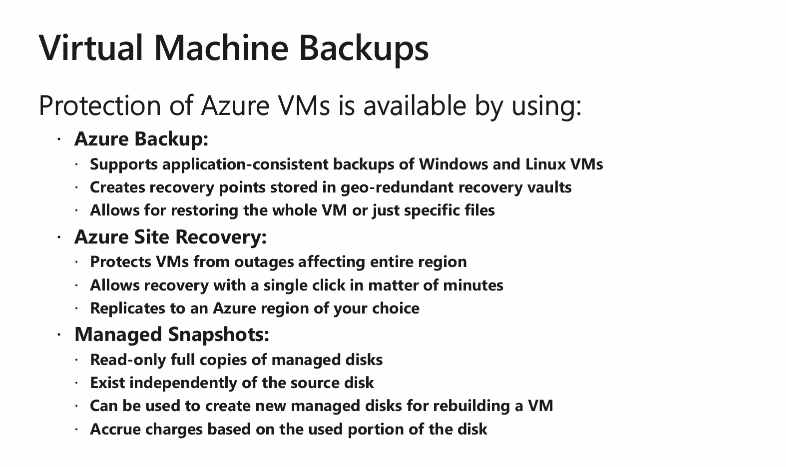 Virtual Machine Backups
Protection of Azure VMs is available by using:
· Azure Backup:
· Supports application-consistent backups of Windows and Linux VMs
· Creates recovery points stored in geo-redundant recovery vaults
· Allows for restoring the whole VM or just specific files
· Azure Site Recovery:
· Protects VMs from outages affecting entire region
· Allows recovery with a single click in matter of minutes
· Replicates to an Azure region of your choice
· Managed Snapshots:
· Read-only full copies of managed disks
· Exist independently of the source disk
· Can be used to create new managed disks for rebuilding a VM
· Accrue charges based on the used portion of the disk